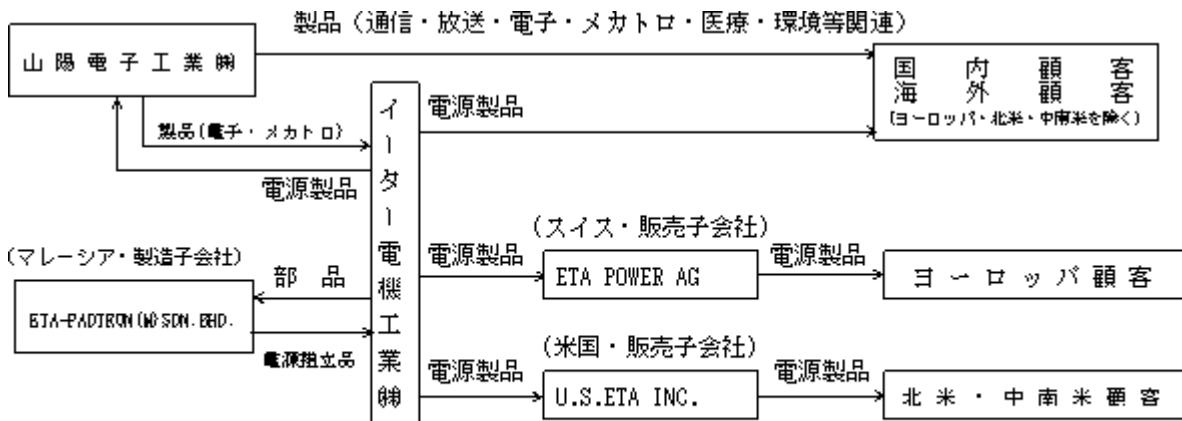 製品（通信・放送・電子・メカトロ・医療・環境等関連）
山陽電子工業㈱
国内顧客
海外顧客
(ヨーロッパ・北米・中南米を除く)
イーター電機工業㈱
電源製品
製品(電子・メカトロ)
電源製品
(スイス・販売子会社)
(マレーシア・製造子会社)
電源製品
電源製品
部品
ETA POWER AG
ヨーロッパ顧客
ETA-PADTRON(M)SDN.BHD.
電源組立品
(米国・販売子会社)
電源製品
電源製品
U.S.ETA INC.
北米・中南米顧客